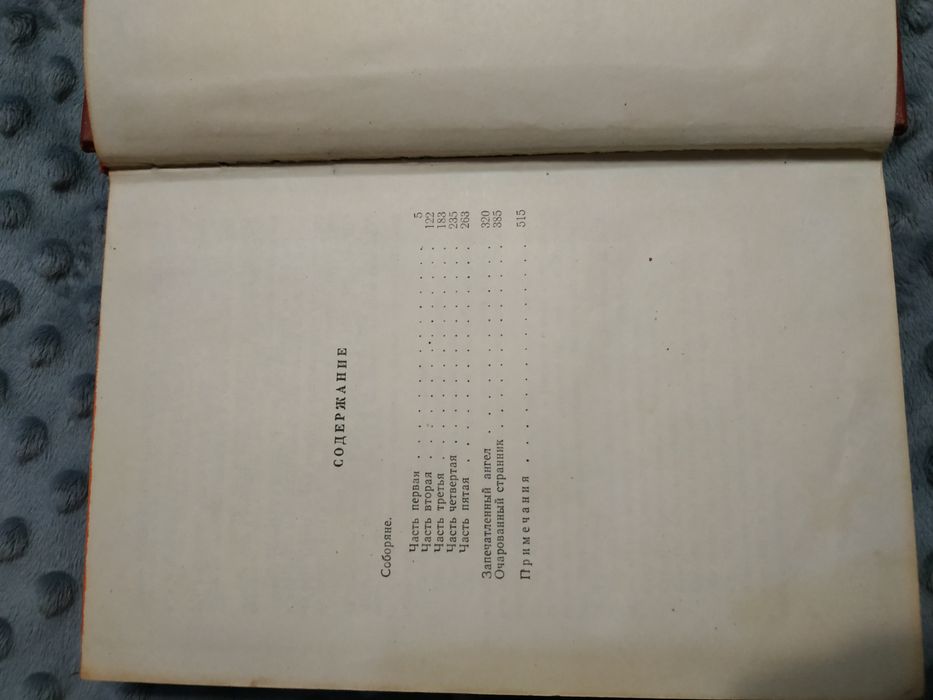 СОДЕРЖАНИЕ
Соборяне.
Часть первая . . . . . . . . . . . . . . . 5
Часть вторая . . . . . . . . . . . . . . . 122
Часть третья . . . . . . . . . . . . . . . 183
Часть четвертая . . . . . . . . . . . . . . 235
Часть пятая . . . . . . . . . . . . . . . 263
Запечатленный ангел . . . . . . . . . . . . 320
Очарованный странник . . . . . . . . . . . 385
Примечания . . . . . . . . . . . . . . . 515